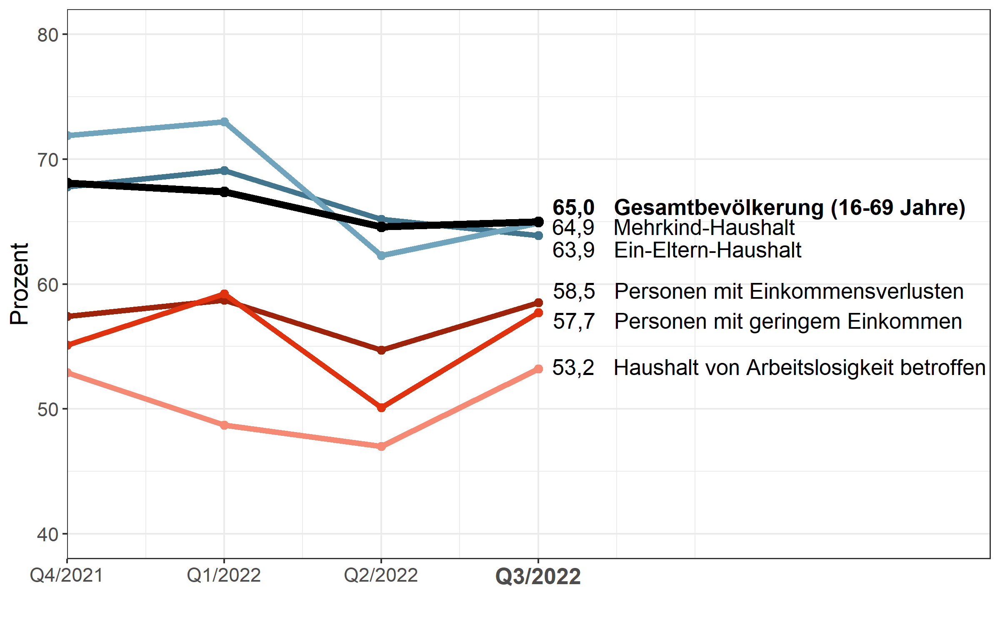 80
70
60
50
40
Prozent
65,0 Gesamtbevölkerung (16-69 Jahre)
64,9 Mehrkind-Haushalt
63,9 Ein-Eltern-Haushalt
58,5 Personen mit Einkommensverlusten
57,7 Personen mit geringem Einkommen
53,2 Haushalt von Arbeitslosigkeit betroffen
Q4/2021 Q1/2022 Q2/2022 Q3/2022